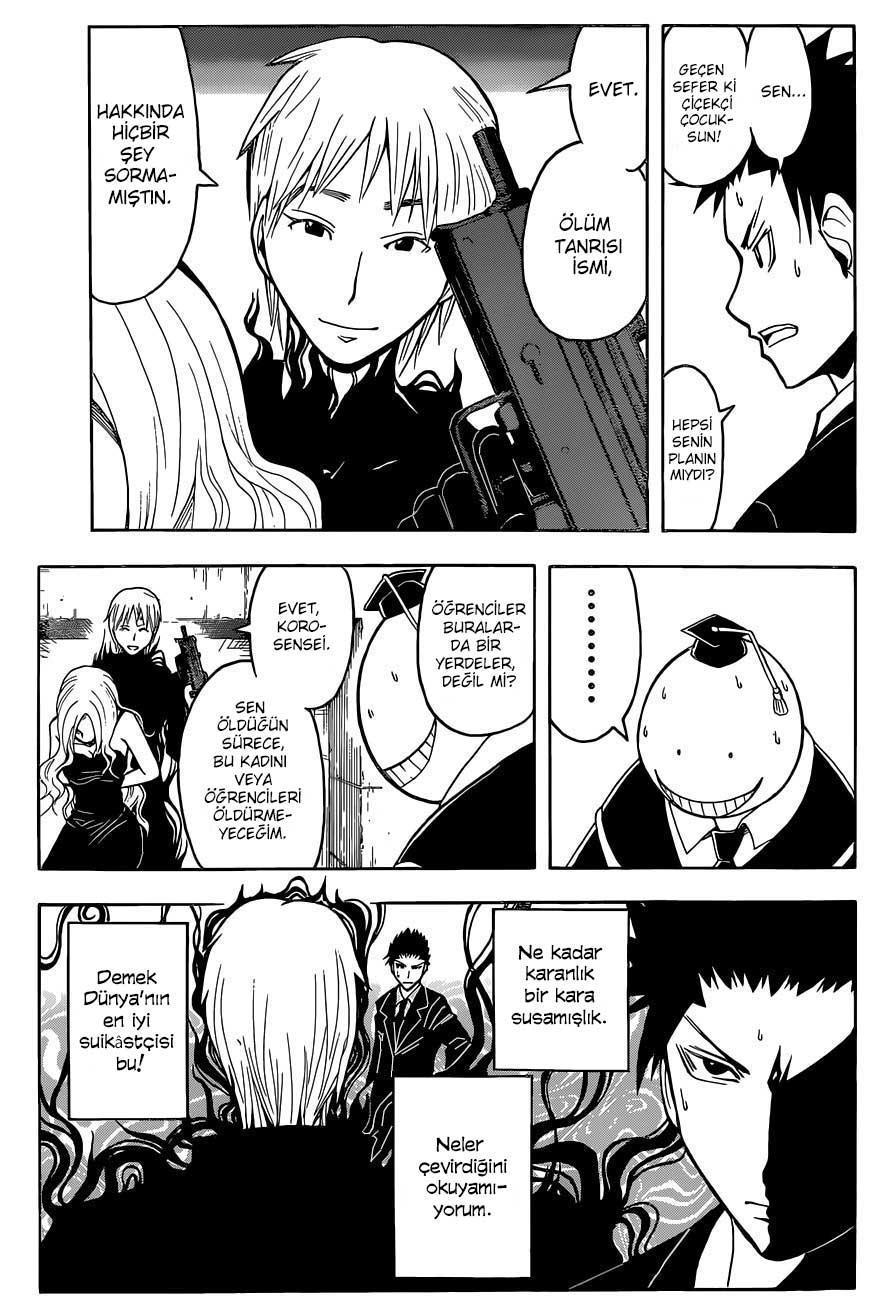 SEN...
GEÇEN
SEFER Kİ
ÇİÇEKÇİ
ÇOCUK-
SUN!
HEPSİ
SENİN
PLANIN
MIYDI?
EVET.
ÖLÜM
TANRISI
İSMİ,
HAKKINDA
HİÇBİR
ŞEY
SORMA-
MIŞTIN.
........
ÖĞRENCİLER
BURALAR-
DA BİR
YERDELER,
DEĞİL Mİ?
EVET,
KORO-
SENSEI.
SEN
ÖLDÜĞÜN
SÜRECE,
BU KADINI
VEYA
ÖĞRENCİLERİ
ÖLDÜRME-
YECEĞİM.
Ne kadar
karanlık
bir kara
susamışlık.
Neler
çevirdiğini
okuyamı-
yorum.
Demek
Dünya'nın
en iyi
suikâstçisi
bu!